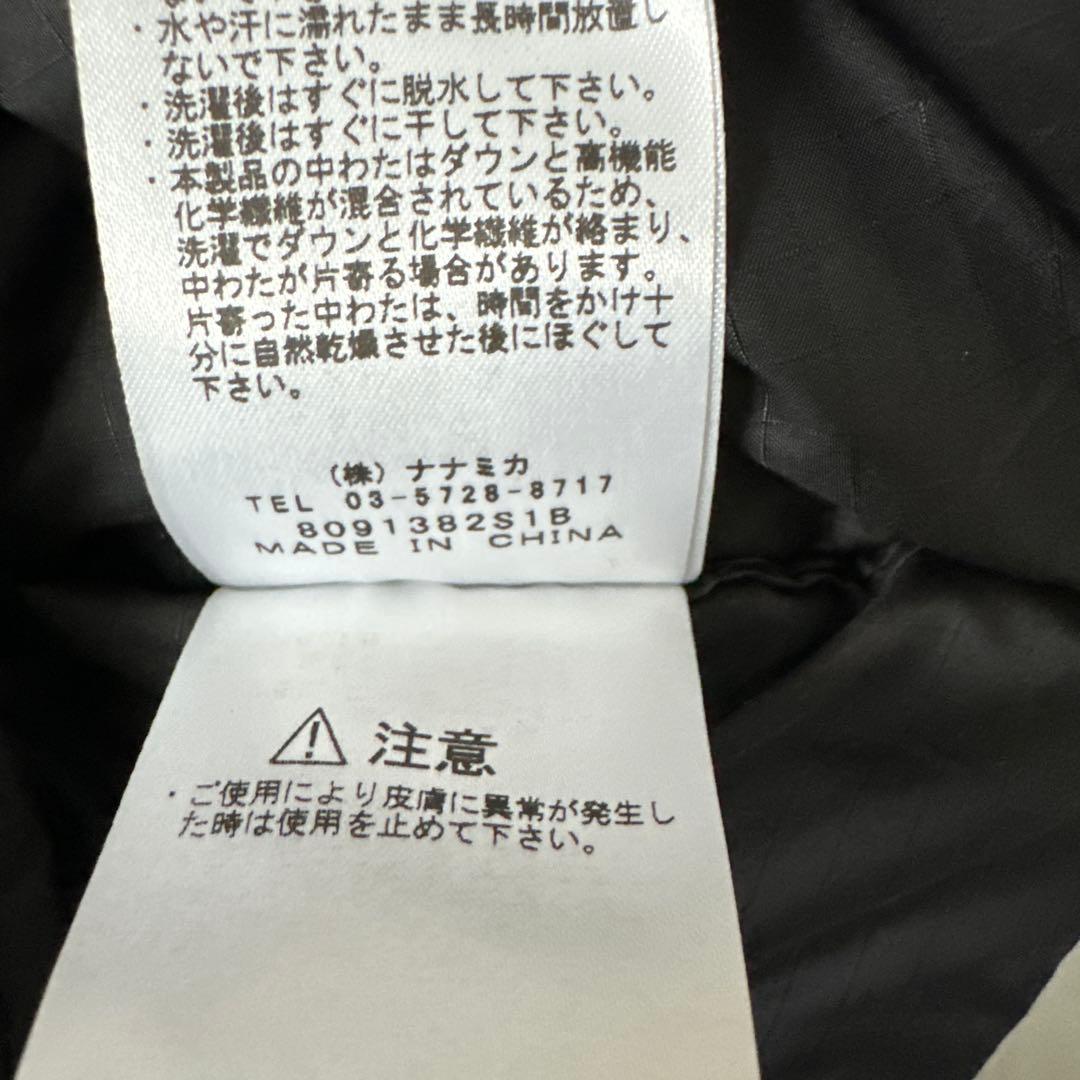 ・水や汗に濡れたまま長時間放置し
ないで下さい。
・洗濯後はすぐに脱水して下さい。
・洗濯後はすぐに干して下さい。
・本製品の中わたはダウンと高機能
化学繊維が混合されているため、
洗濯でダウンと化学繊維が絡まり、
中わたが片寄る場合があります。
片寄った中わたは、時間をかけ十
分に自然乾燥させた後にほぐして
下さい。
(株) ナナミカ
TEL 03-5728-8717
8091382S1B
MADE IN CHINA
注意
・ご使用により皮膚に異常が発生し
た時は使用を止めて下さい。